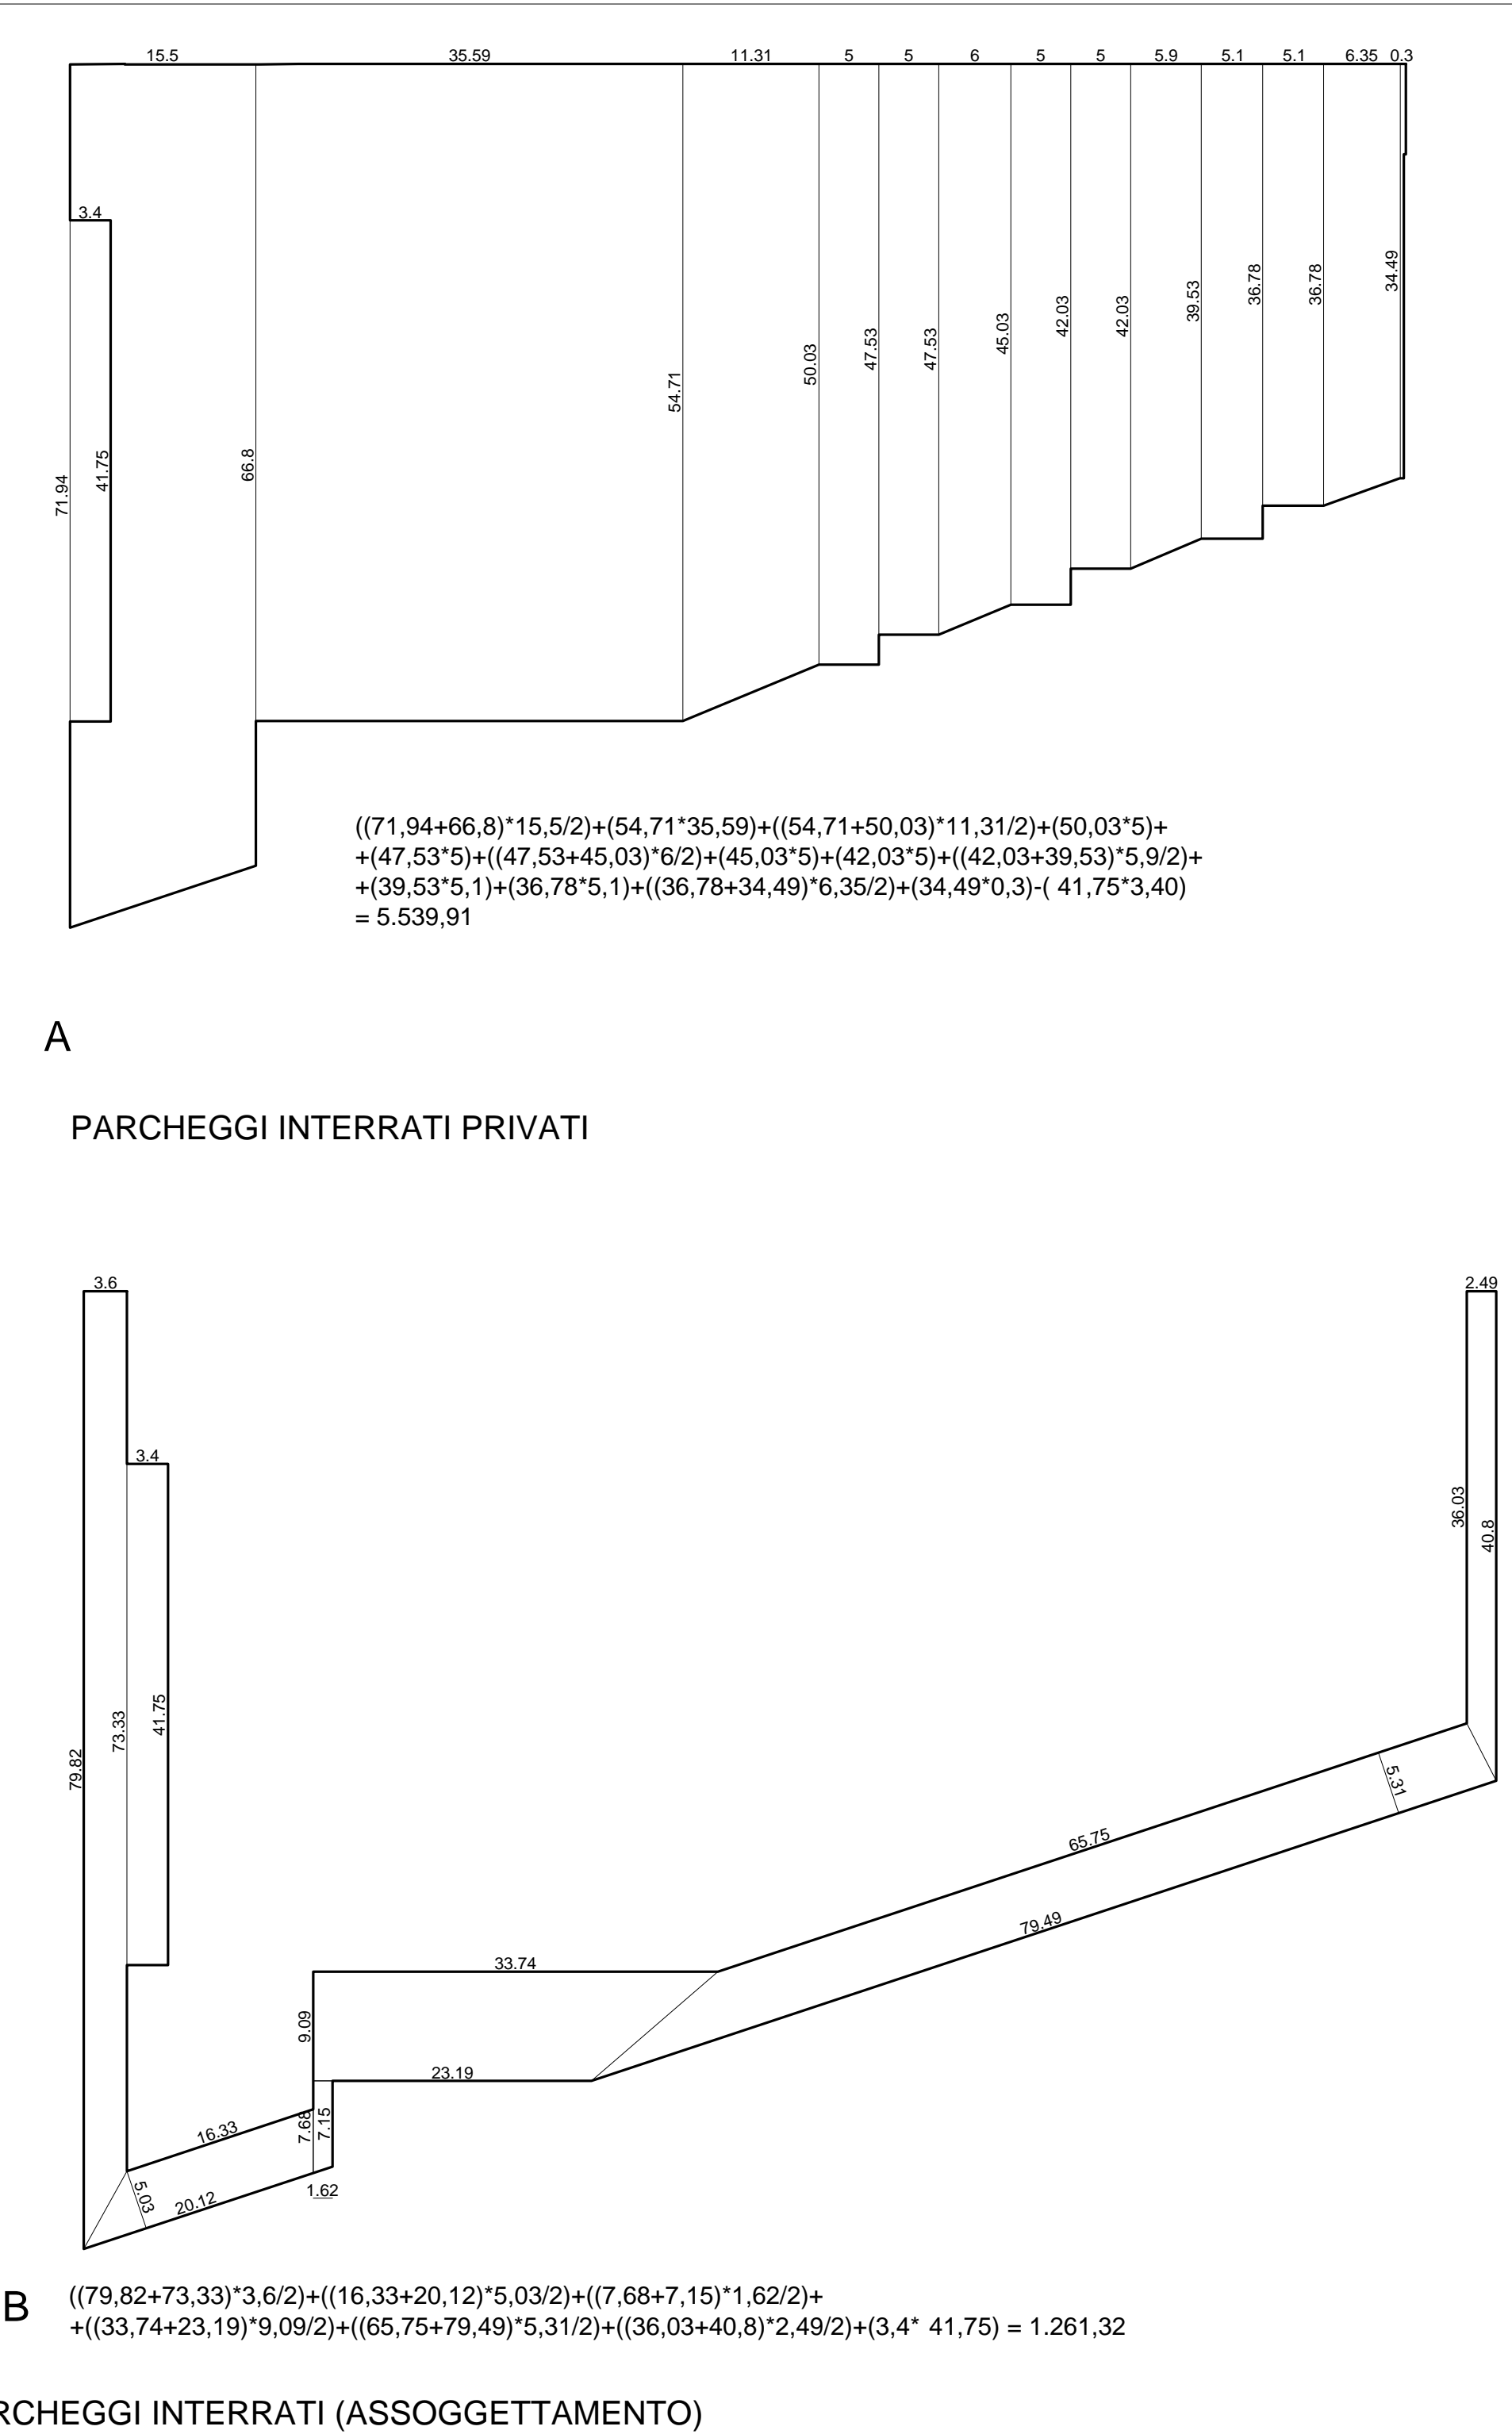 15.5 35.59 11.31 5 5 6 5 5 5.9 5.1 5.1 6.35 0.3
3.4
71.94 41.75 66.8 54.71 50.03 47.53 47.53 45.03 42.03 42.03 39.53 36.78 36.78 34.49
((71,94+66,8)*15,5/2)+(54,71*35,59)+((54,71+50,03)*11,31/2)+(50,03*5)+
+(47,53*5)+((47,53+45,03)*6/2)+(45,03*5)+(42,03*5)+((42,03+39,53)*5,9/2)+
+(39,53*5,1)+(36,78*5,1)+((36,78+34,49)*6,35/2)+(34,49*0,3)-( 41,75*3,40)
= 5.539,91
A
PARCHEGGI INTERRATI PRIVATI
3.6 2.49
3.4
79.82 73.33 41.75 36.03 40.8
5.31
65.75
79.49
33.74
9.09
23.19
16.33 7.68 7.15
5.03 20.12 1.62
B ((79,82+73,33)*3,6/2)+((16,33+20,12)*5,03/2)+((7,68+7,15)*1,62/2)+
+((33,74+23,19)*9,09/2)+((65,75+79,49)*5,31/2)+((36,03+40,8)*2,49/2)+(3,4* 41,75) = 1.261,32
RCHEGGI INTERRATI (ASSOGGETTAMENTO)